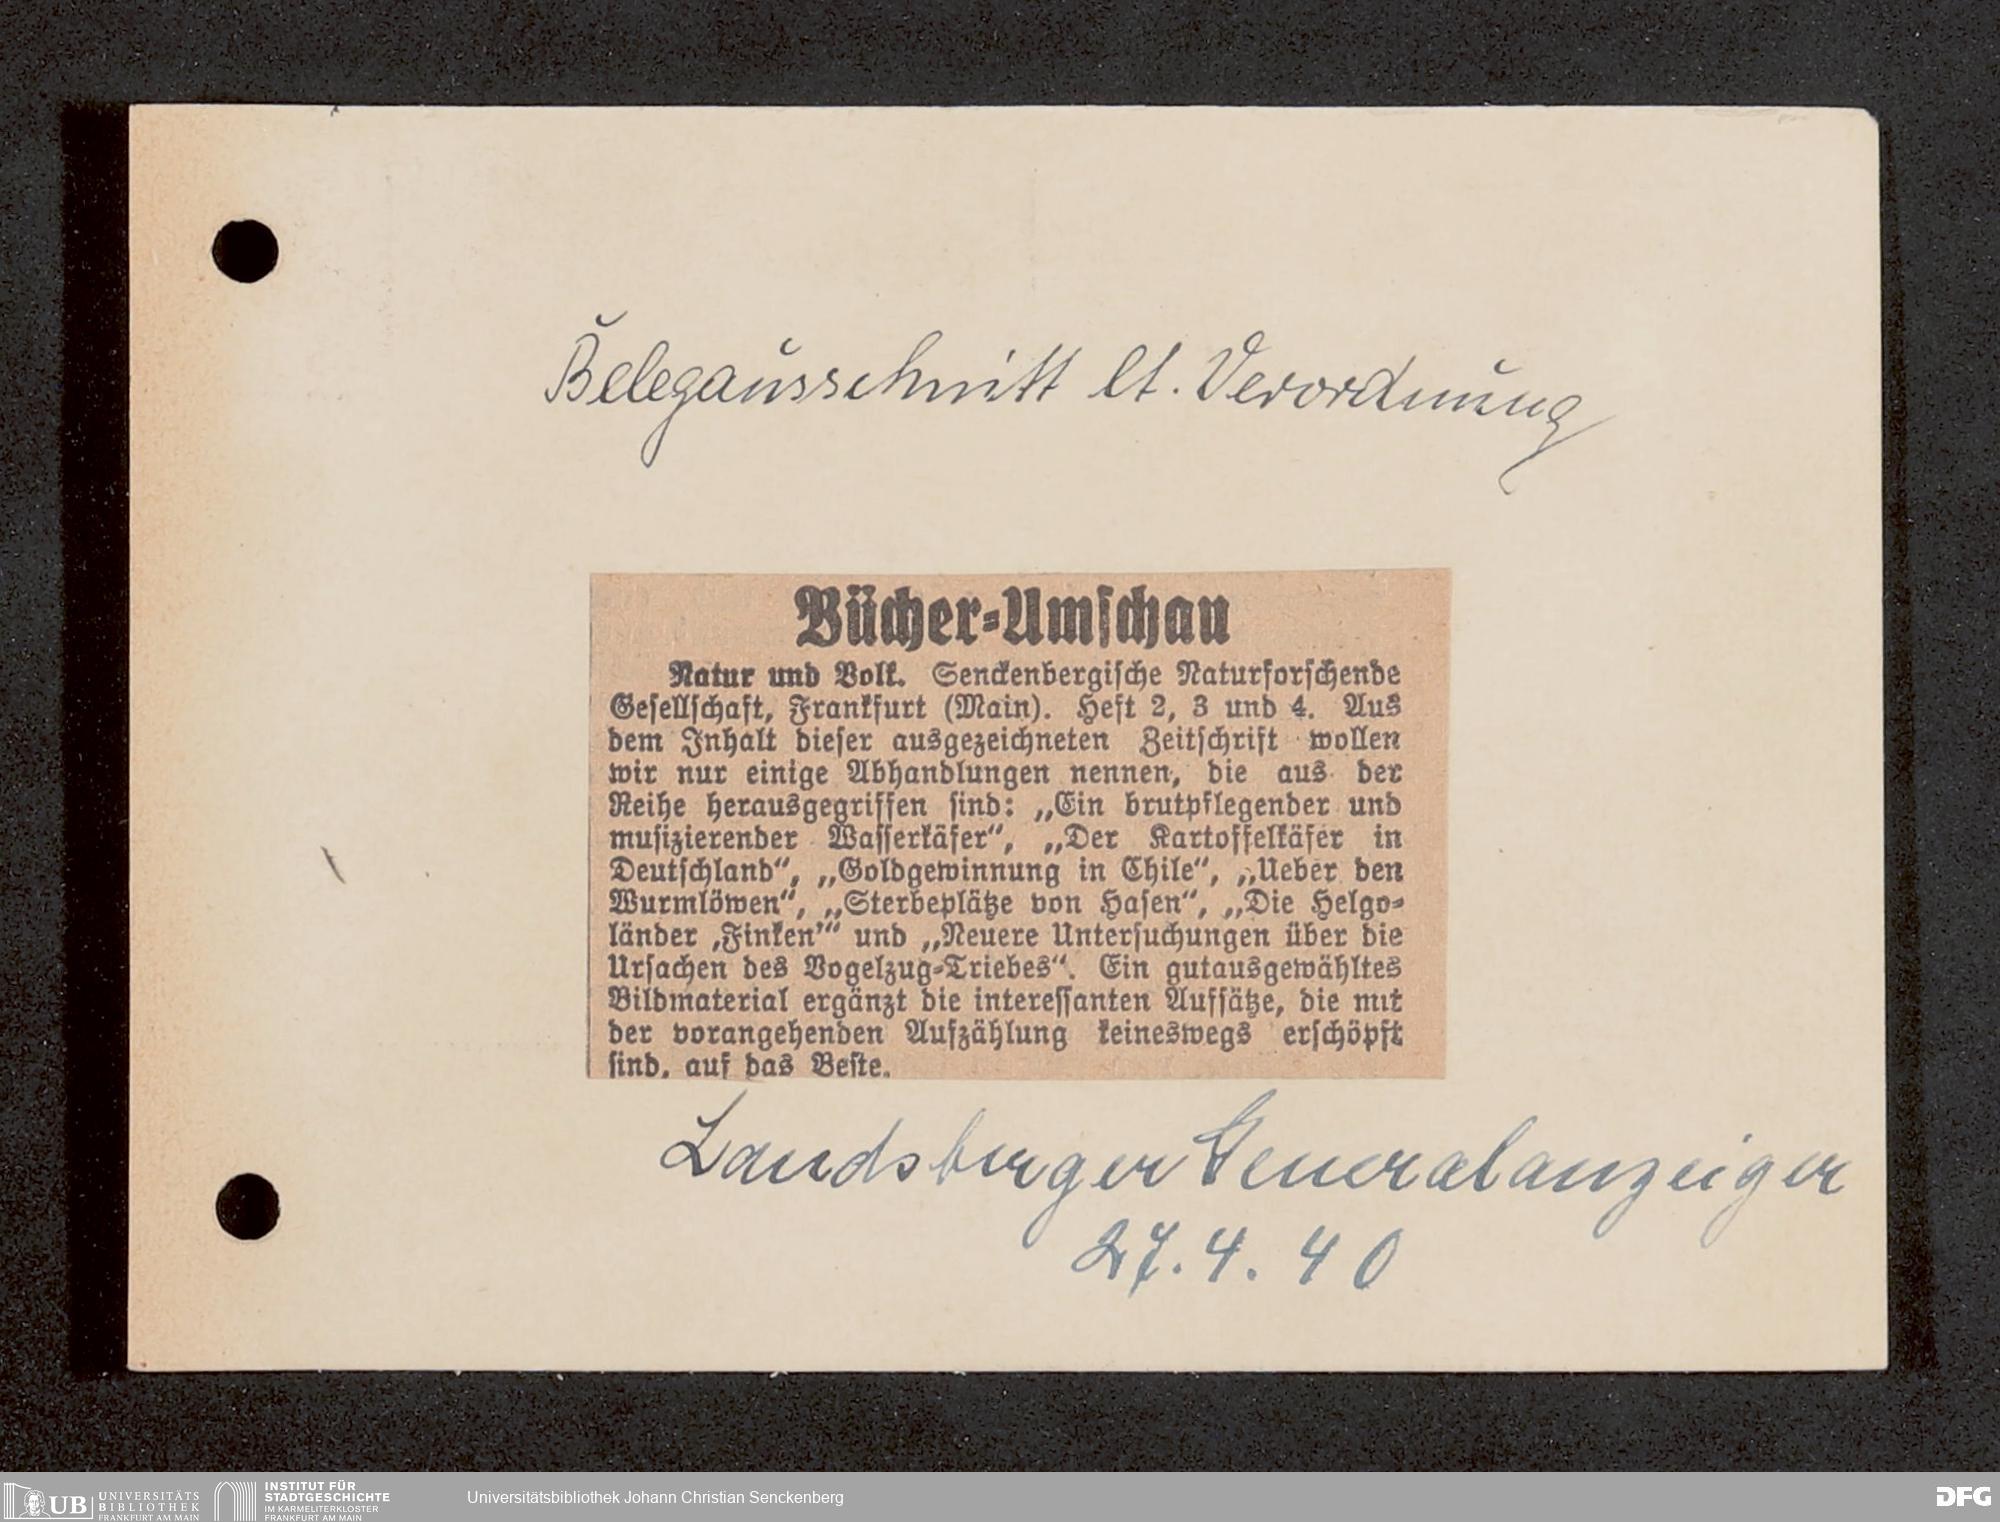 Belegausschnitt lt. Verordnung
Bücher-Umschau
Natur und Volk. Senckenbergische Naturforschende
Gesellschaft, Frankfurt (Main). Heft 2, 3 und 4. Aus
dem Inhalt dieser ausgezeichneten Zeitschrift wollen
wir nur einige Abhandlungen nennen, die aus der
Reihe herausgegriffen sind: „Ein brutpflegender und
musizierender Wasserkäfer“, „Der Kartoffelkäfer in
Deutschland“, „Goldgewinnung in Chile“, „Ueber den
Wurmlöwen“, „Sterbeplätze von Hasen“, „Die Helgo-
länder ‚Finken’“ und „Neuere Untersuchungen über die
Ursachen des Vogelzug-Triebes“. Ein gutausgewähltes
Bildmaterial ergänzt die interessanten Aufsätze, die mit
der vorangehenden Aufzählung keineswegs erschöpft
sind, auf das Beste.
Landsberger Generalanzeiger
27.4.40
UB
UNIVERSITÄTS
BIBLIOTHEK
FRANKFURT AM MAIN
INSTITUT FÜR
STADTGESCHICHTE
IM KARMELITERKLOSTER
FRANKFURT AM MAIN
Universitätsbibliothek Johann Christian Senckenberg
DFG